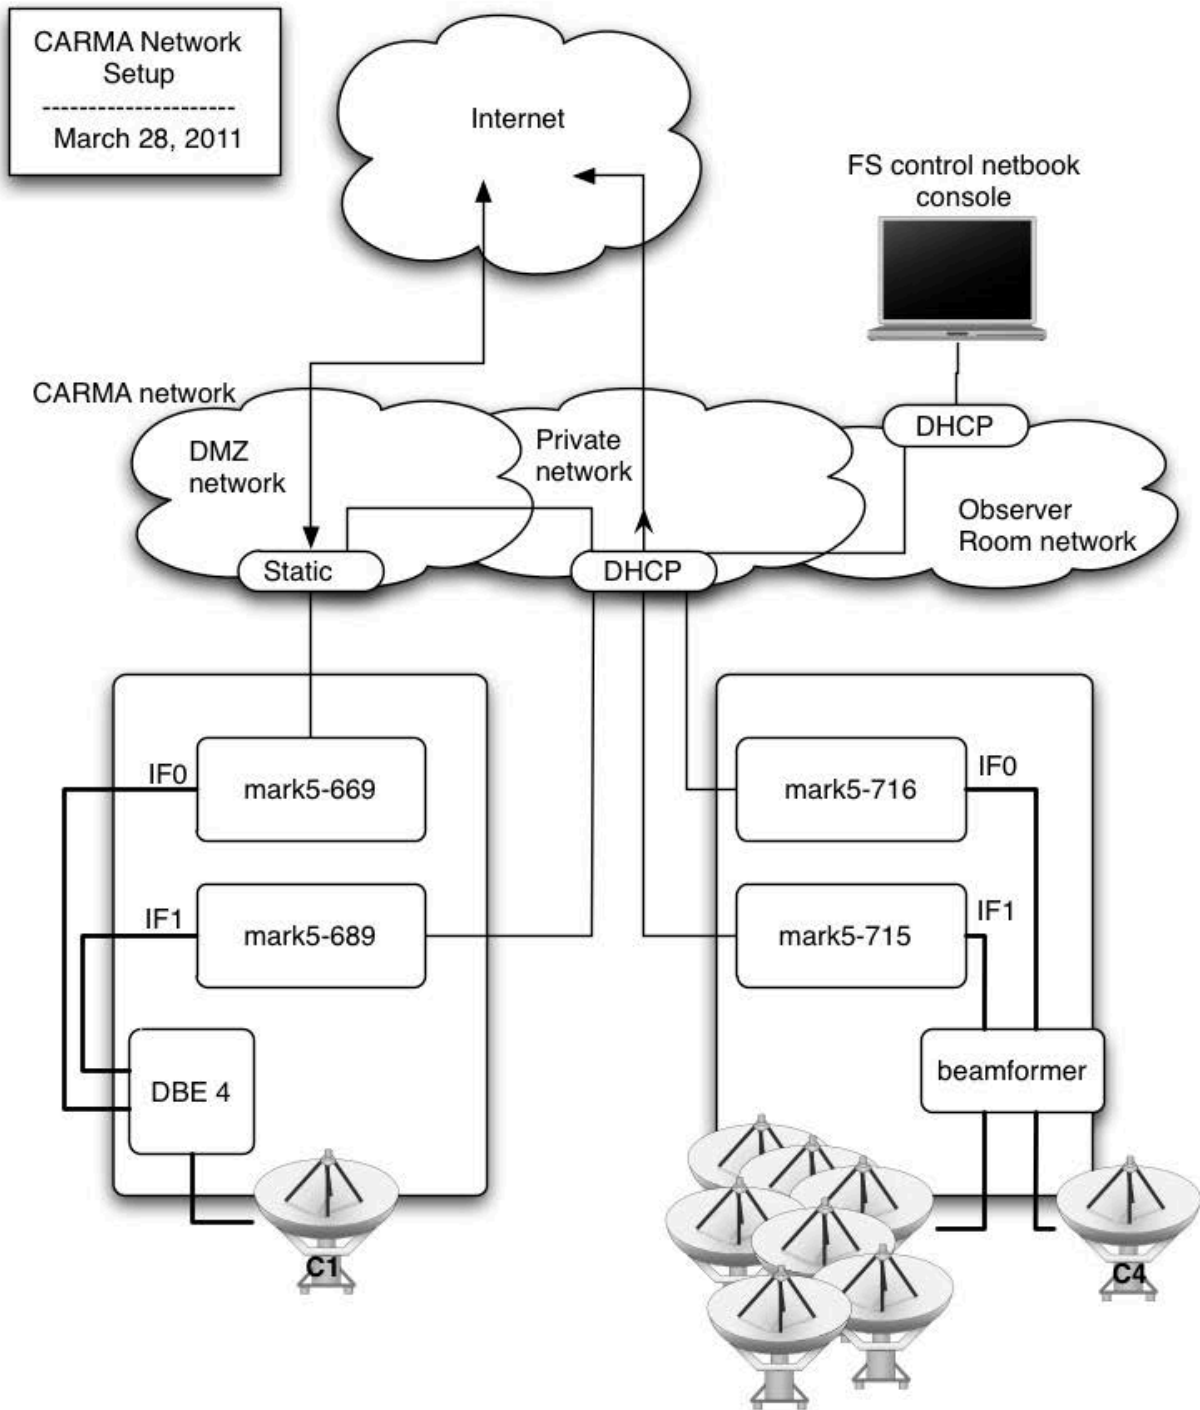 CARMA Network
Setup
---------------------
March 28, 2011
Internet
FS control netbook
console
CARMA network
DHCP
DMZ
network
Private
network
Observer
Room network
Static
DHCP
IF0
mark5-669
mark5-716
IF0
IF1
mark5-689
mark5-715
IF1
DBE 4
beamformer
C1
C4